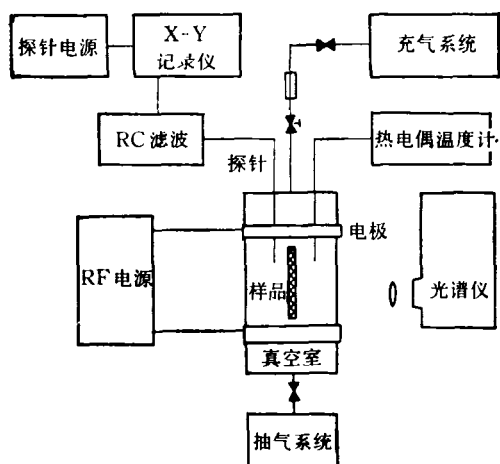 探针电源
X-Y
记录仪
充气系统
RC滤波
热电偶温度计
探针
电极
RF电源
样品
光谱仪
真空室
抽气系统